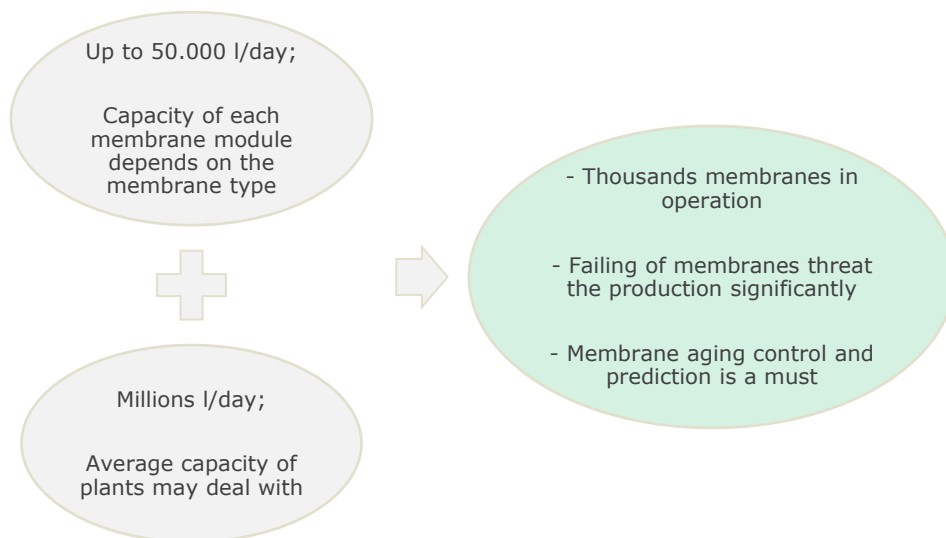 Up to 50.000 l/day;
Capacity of each
membrane module
depends on the
membrane type
Millions l/day;
Average capacity of
plants may deal with
- Thousands membranes in
operation
- Failing of membranes threat
the production significantly
- Membrane aging control and
prediction is a must